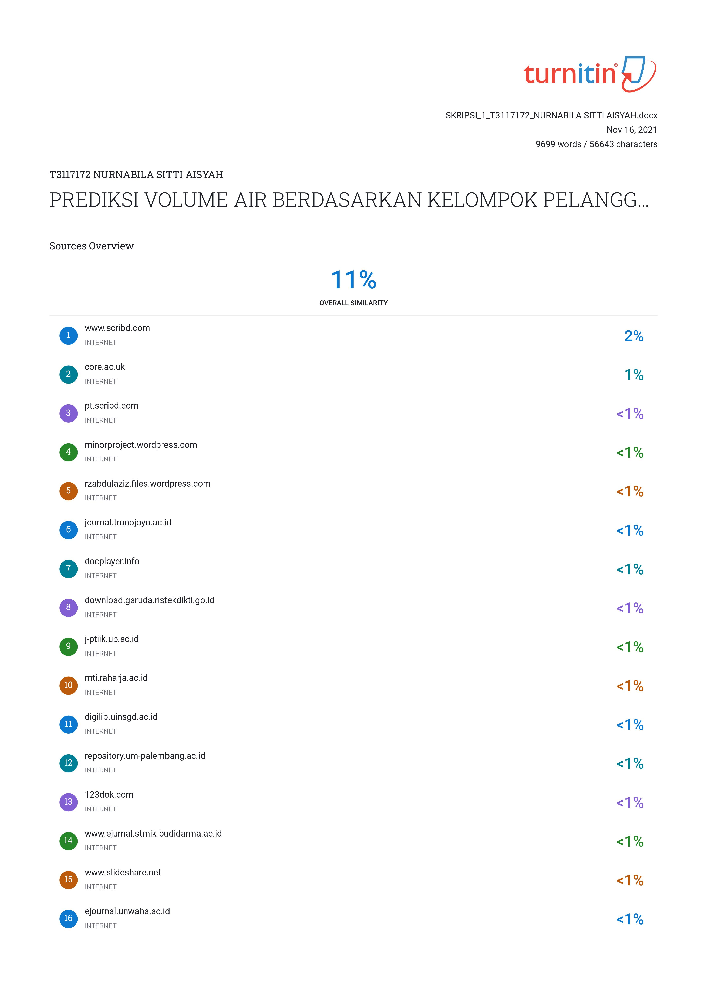 turnitin®
SKRIPSI_1_T3117172_NURNABILA SITTI AISYAH.docx
Nov 16, 2021
9699 words / 56643 characters
T3117172 NURNABILA SITTI AISYAH
PREDIKSI VOLUME AIR BERDASARKAN KELOMPOK PELANGG...
Sources Overview
11%
OVERALL SIMILARITY
1 www.scribd.com 2%
INTERNET
2 core.ac.uk 1%
INTERNET
3 pt.scribd.com <1%
INTERNET
4 minorproject.wordpress.com <1%
INTERNET
5 rzabdulaziz.files.wordpress.com <1%
INTERNET
6 journal.trunojoyo.ac.id <1%
INTERNET
7 docplayer.info <1%
INTERNET
8 download.garuda.ristekdikti.go.id <1%
INTERNET
9 j-ptiik.ub.ac.id <1%
INTERNET
10 mti.raharja.ac.id <1%
INTERNET
11 digilib.uinsgd.ac.id <1%
INTERNET
12 repository.um-palembang.ac.id <1%
INTERNET
13 123dok.com <1%
INTERNET
14 www.ejurnal.stmik-budidarma.ac.id <1%
INTERNET
15 www.slideshare.net <1%
INTERNET
16 ejournal.unwaha.ac.id <1%
INTERNET